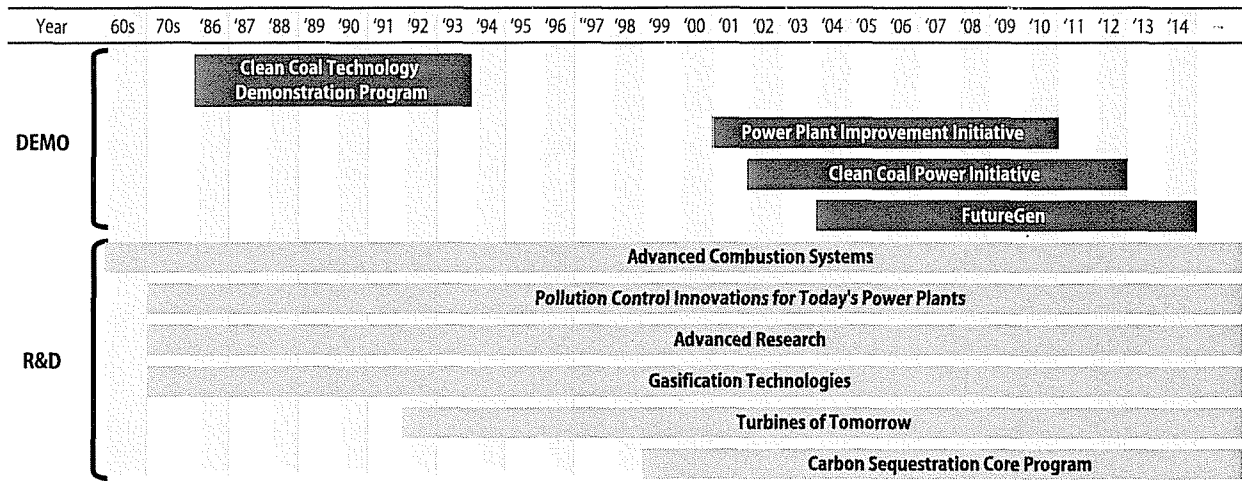 Year 60s 70s '86 '87 '88 '89 '90 '91 '92 '93 '94 '95 '96 "97 '98 '99 '00 '01 '02 '03 '04 '05 '06 '07 '08 '09 '10 '11 '12 '13 '14 ...
Clean Coal Technology
Demonstration Program
DEMO
Power Plant Improvement Initiative
Clean Coal Power Initiative
FutureGen
Advanced Combustion Systems
Pollution Control Innovations for Today's Power Plants
Advanced Research
R&D
Gasification Technologies
Turbines of Tomorrow
Carbon Sequestration Core Program